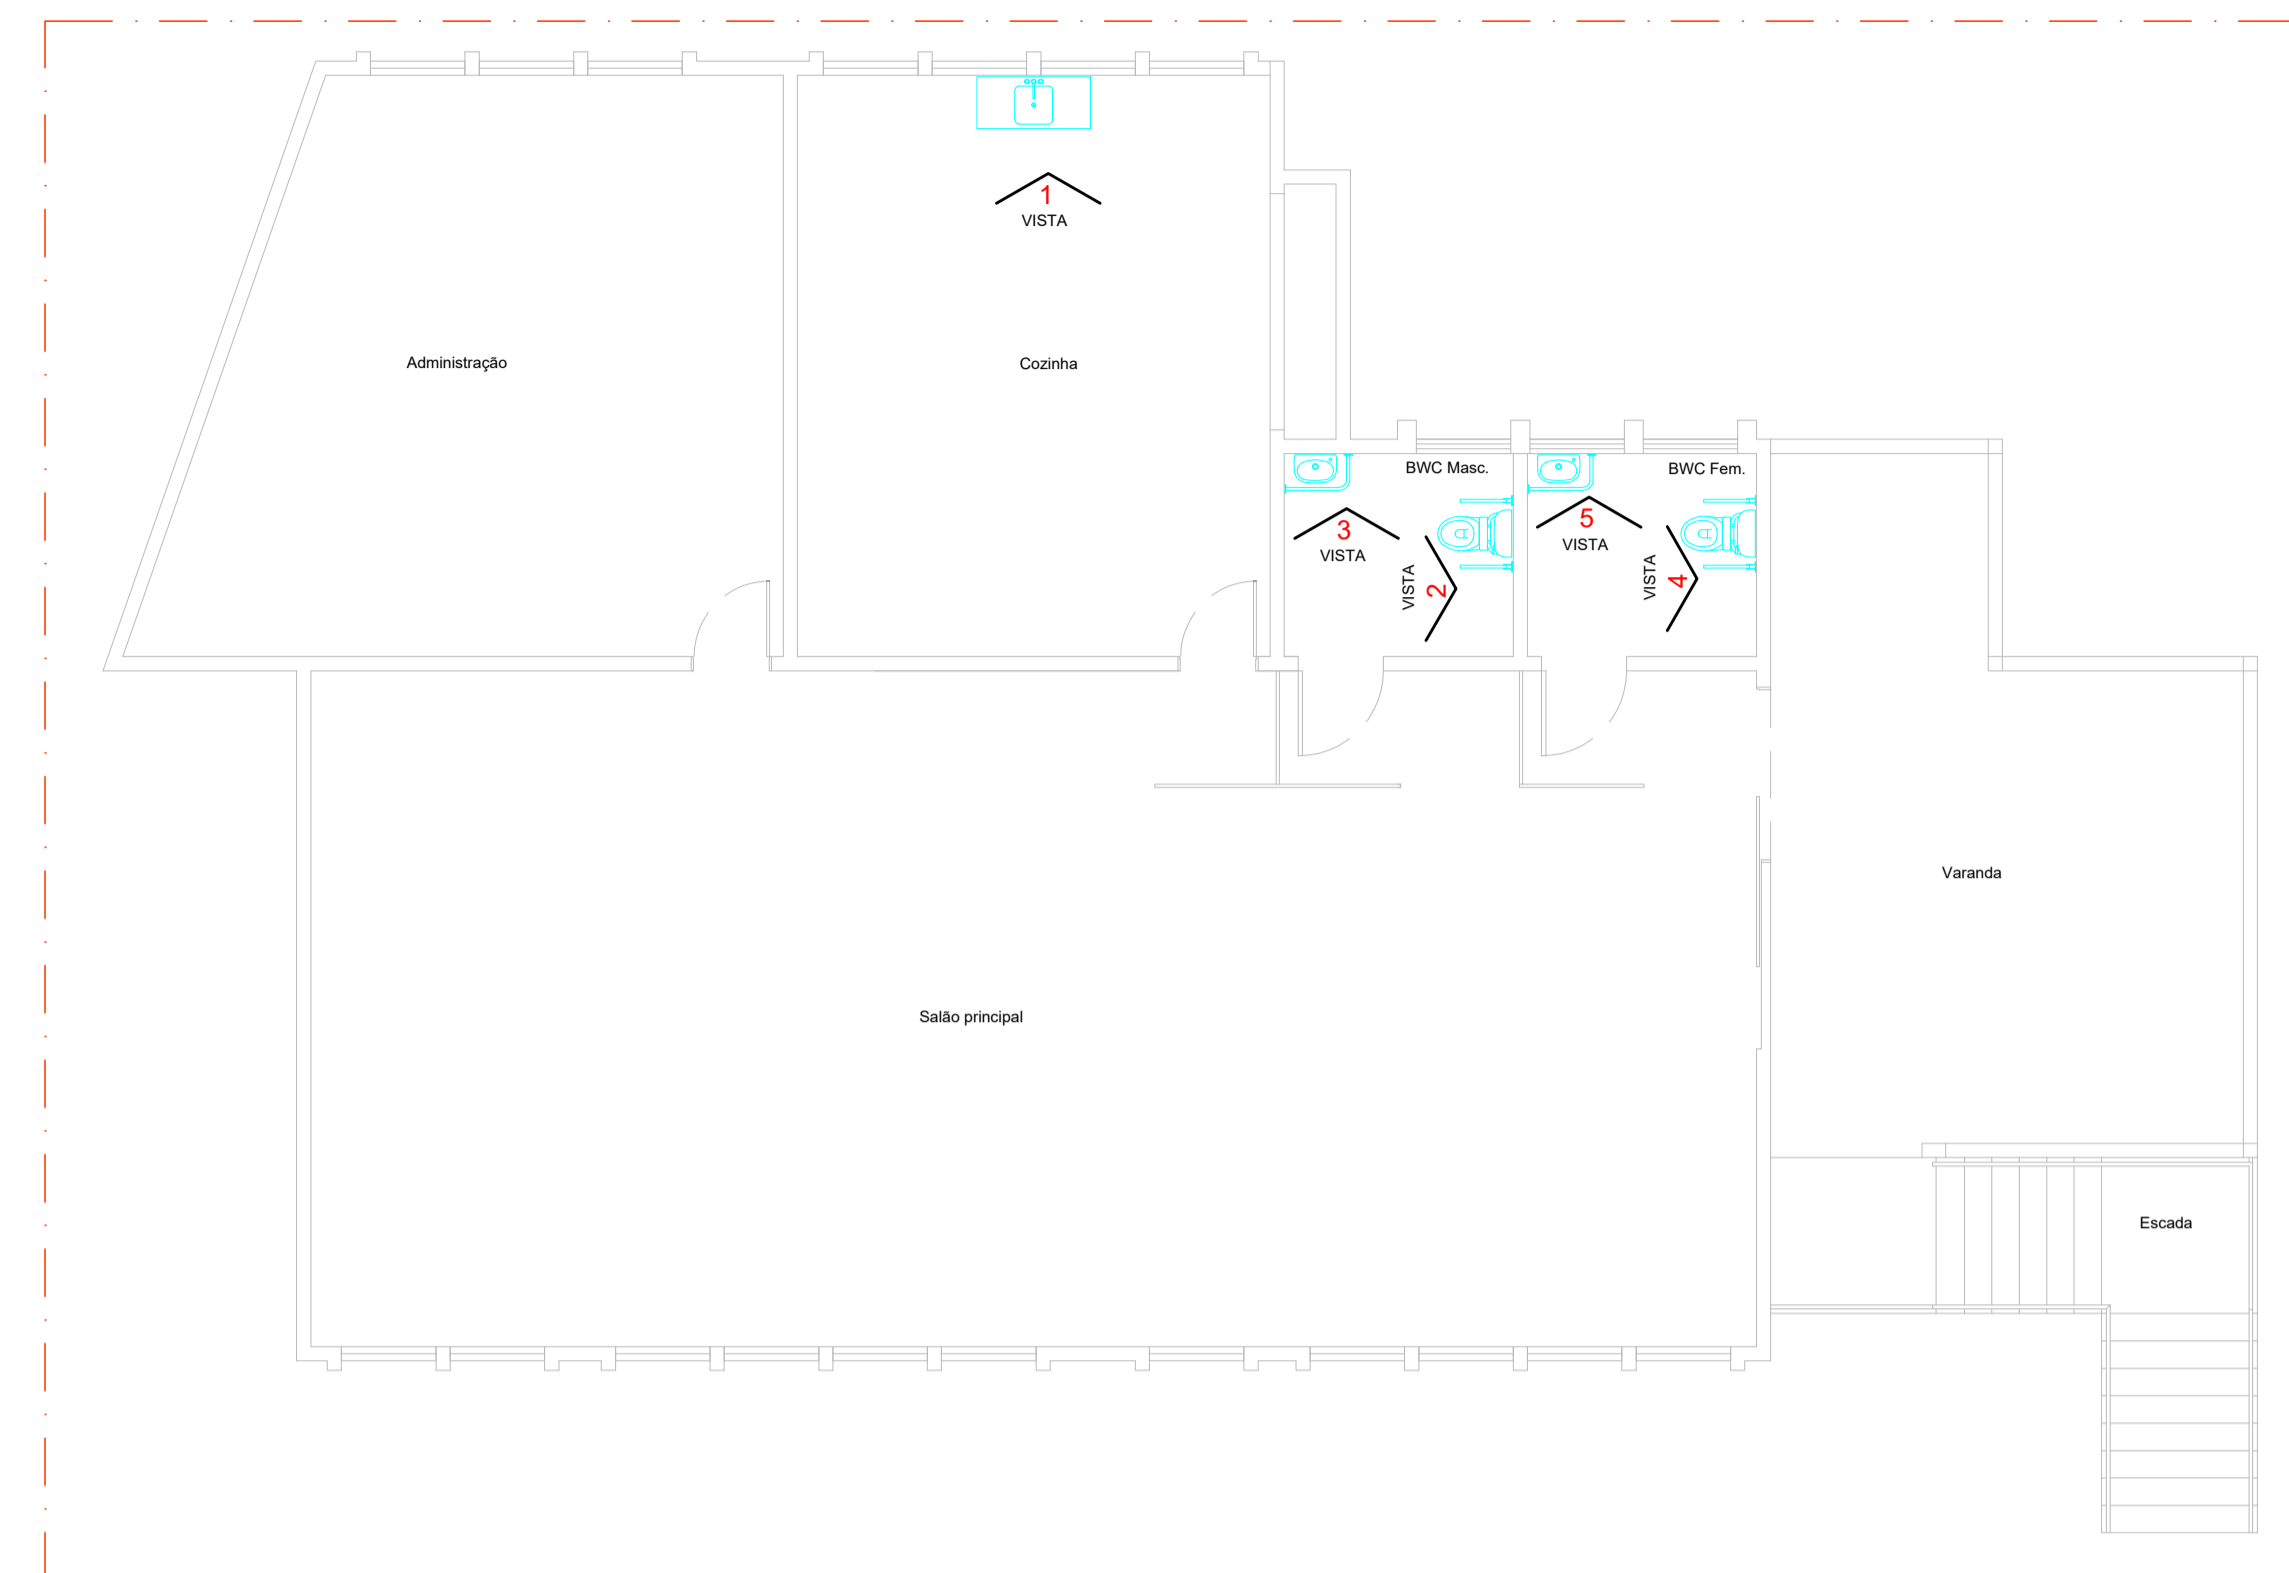 1
VISTA
Administração
Cozinha
BWC Masc.
BWC Fem.
3
VISTA
VISTA
2
5
VISTA
VISTA
4
Varanda
Salão principal
Escada